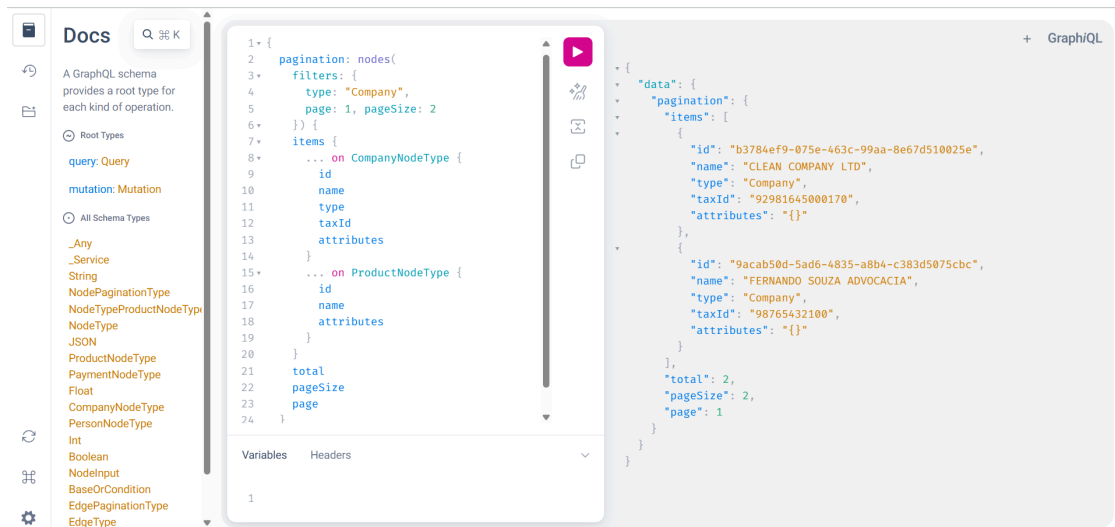 Docs
⌘ K
A GraphQL schema
provides a root type for
each kind of operation.
Root Types
query: Query
mutation: Mutation
All Schema Types
_Any
_Service
String
NodePaginationType
NodeTypeProductNodeType
NodeType
JSON
ProductNodeType
PaymentNodeType
Float
CompanyNodeType
PersonNodeType
Int
Boolean
NodeInput
BaseOrCondition
EdgePaginationType
EdgeType
1 {
2 pagination: nodes(
3 filters: {
4 type: "Company",
5 page: 1, pageSize: 2
6 }) {
7 items {
8 ... on CompanyNodeType {
9 id
10 name
11 type
12 taxId
13 attributes
14 }
15 ... on ProductNodeType {
16 id
17 name
18 attributes
19 }
20 }
21 total
22 pageSize
23 page
24 }
Variables Headers
1
+ GraphiQL
{
"data": {
"pagination": {
"items": [
{
"id": "b3784ef9-075e-463c-99aa-8e67d510025e",
"name": "CLEAN COMPANY LTD",
"type": "Company",
"taxId": "92981645000170",
"attributes": "{}"
},
{
"id": "9acab50d-5ad6-4835-a8b4-c383d5075cbc",
"name": "FERNANDO SOUZA ADVOCACIA",
"type": "Company",
"taxId": "98765432100",
"attributes": "{}"
}
],
"total": 2,
"pageSize": 2,
"page": 1
}
}
}